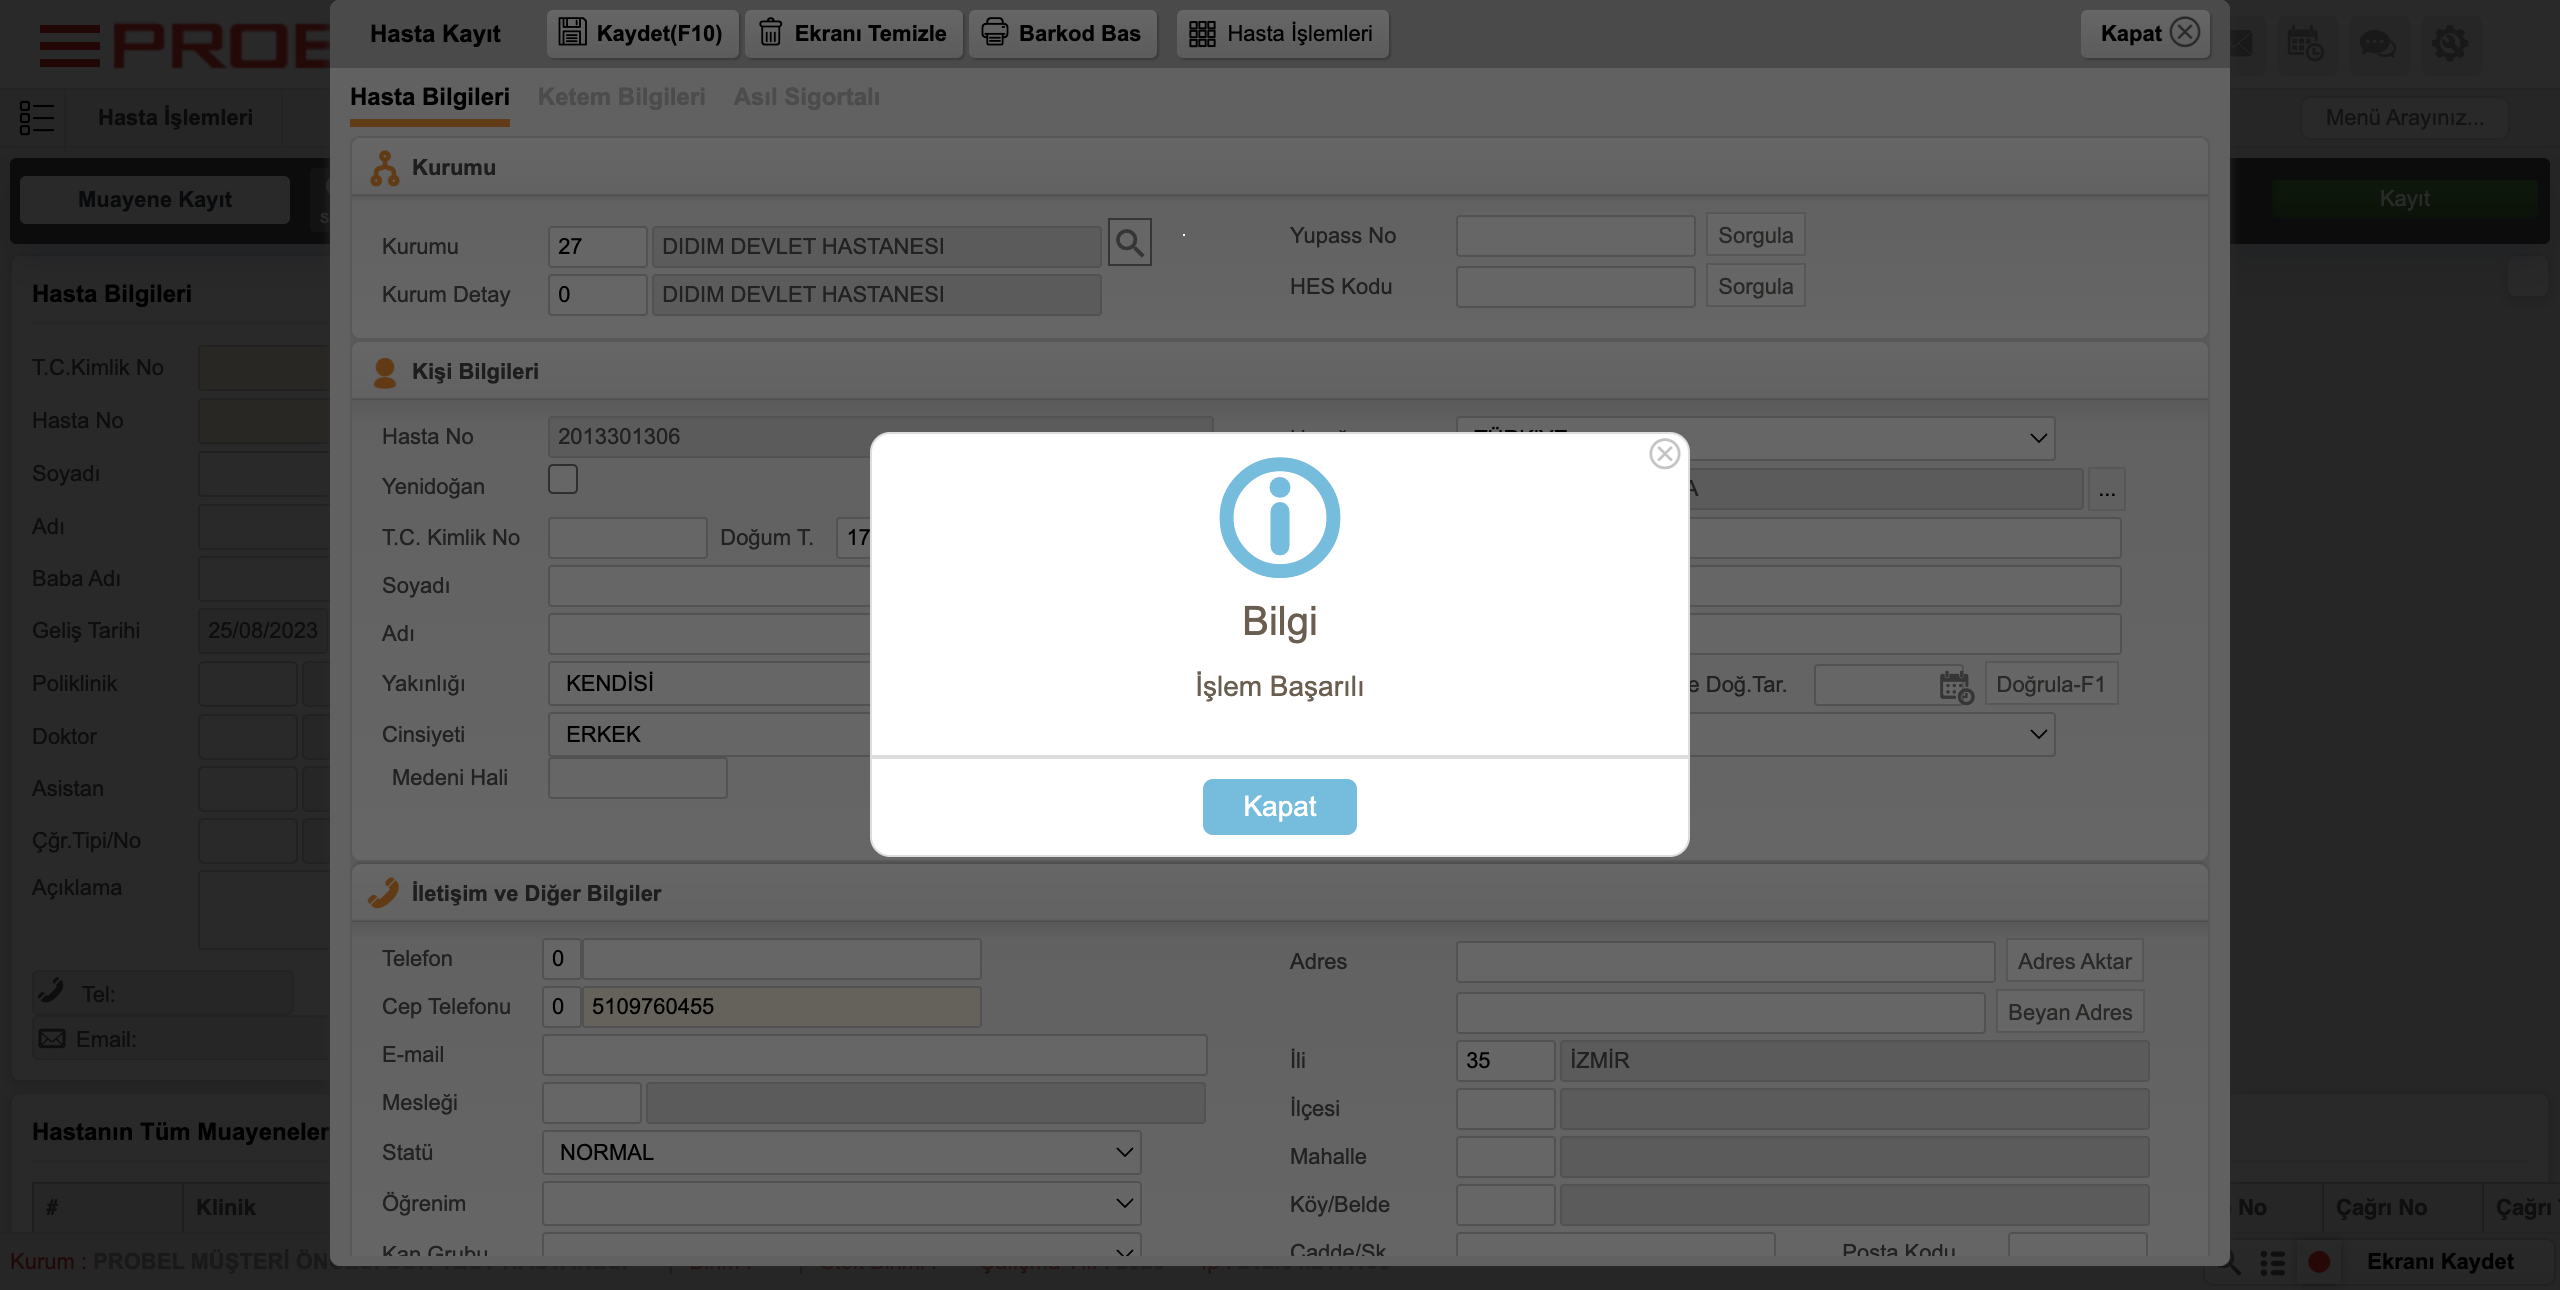 Hasta Kayıt
Kaydet(F10)
Ekranı Temizle
Barkod Bas
Hasta İşlemleri
Kapat
Hasta İşlemleri
Menü Arayınız...
Muayene Kayıt
Kayıt
Hasta Bilgileri
Ketem Bilgileri
Asıl Sigortalı
Kurumu
Kurumu 27 DIDIM DEVLET HASTANESI
Yupass No Sorgula
Kurum Detay 0 DIDIM DEVLET HASTANESI
HES Kodu Sorgula
Hasta Bilgileri
T.C.Kimlik No
Hasta No
Soyadı
Adı
Baba Adı
Geliş Tarihi 25/08/2023
Poliklinik
Doktor
Asistan
Çğr.Tipi/No
Açıklama
Tel:
Email:
Kişi Bilgileri
Hasta No 2013301306
Yenidoğan
...
T.C. Kimlik No Doğum T. 17
Soyadı
Adı
Yakınlığı KENDİSİ
e Doğ.Tar. Doğrula-F1
Cinsiyeti ERKEK
Medeni Hali
Bilgi
İşlem Başarılı
Kapat
İletişim ve Diğer Bilgiler
Telefon 0
Adres Adres Aktar
Cep Telefonu 0 5109760455
Beyan Adres
E-mail
İli 35 İZMİR
Mesleği
İlçesi
Statü NORMAL
Mahalle
Öğrenim
Köy/Belde
Kan Grubu
Cadde/Sk.
Posta Kodu
Hastanın Tüm Muayeneler
# Klinik
No Çağrı No Çağrı
Kurum : PROBEL MÜŞTERİ ÖN
Ekranı Kaydet